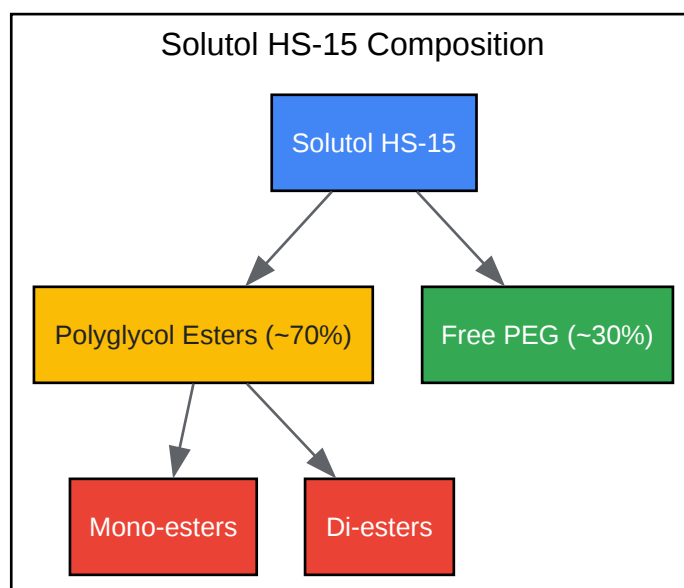 Solutol HS-15 Composition
Solutol HS-15
Polyglycol Esters (~70%)
Free PEG (~30%)
Mono-esters
Di-esters